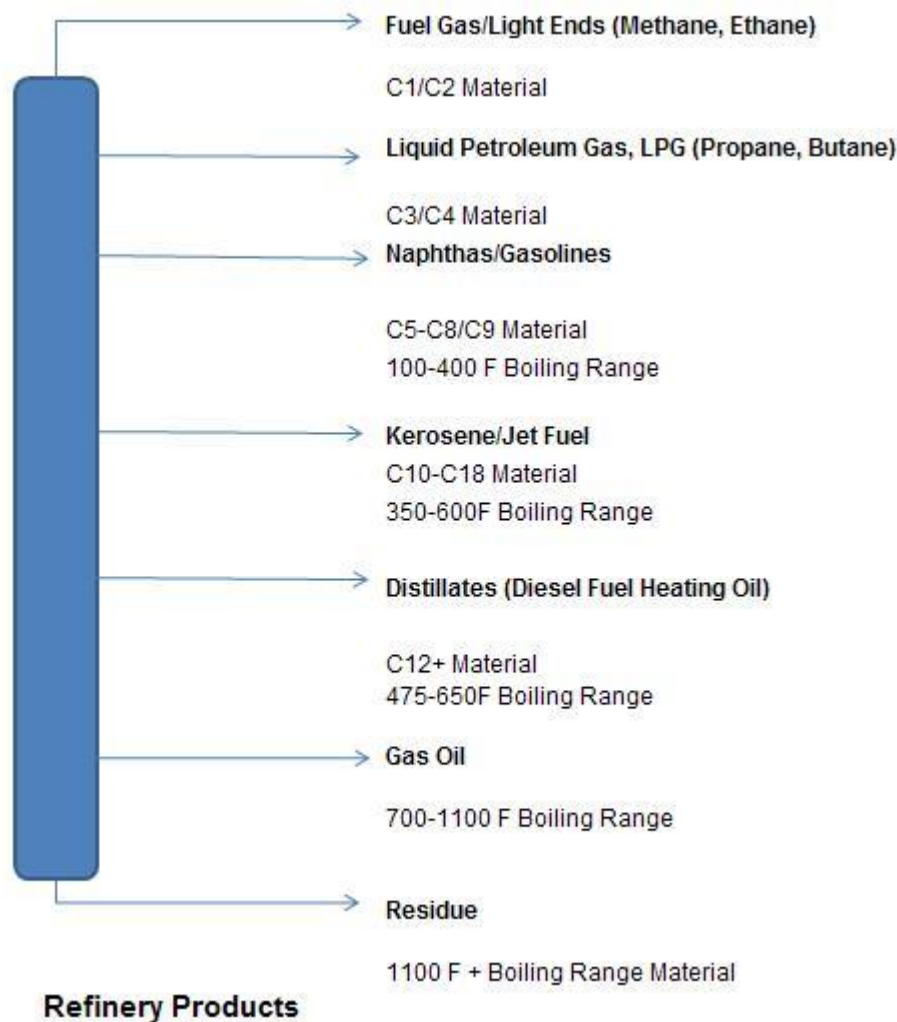 Fuel Gas/Light Ends (Methane, Ethane)
C1/C2 Material
Liquid Petroleum Gas, LPG (Propane, Butane)
C3/C4 Material
Naphthas/Gasolines
C5-C8/C9 Material
100-400 F Boiling Range
Kerosene/Jet Fuel
C10-C18 Material
350-600F Boiling Range
Distillates (Diesel Fuel Heating Oil)
C12+ Material
475-650F Boiling Range
Gas Oil
700-1100 F Boiling Range
Residue
1100 F + Boiling Range Material
Refinery Products